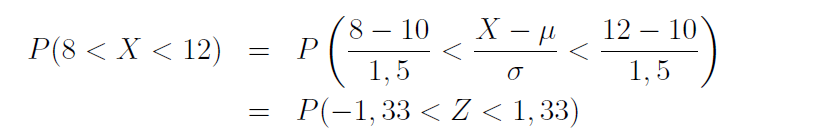 P(8 < X < 12) = P( (8 − 10)/(1,5) < (X − μ)/σ < (12 − 10)/(1,5) )
= P(−1,33 < Z < 1,33)